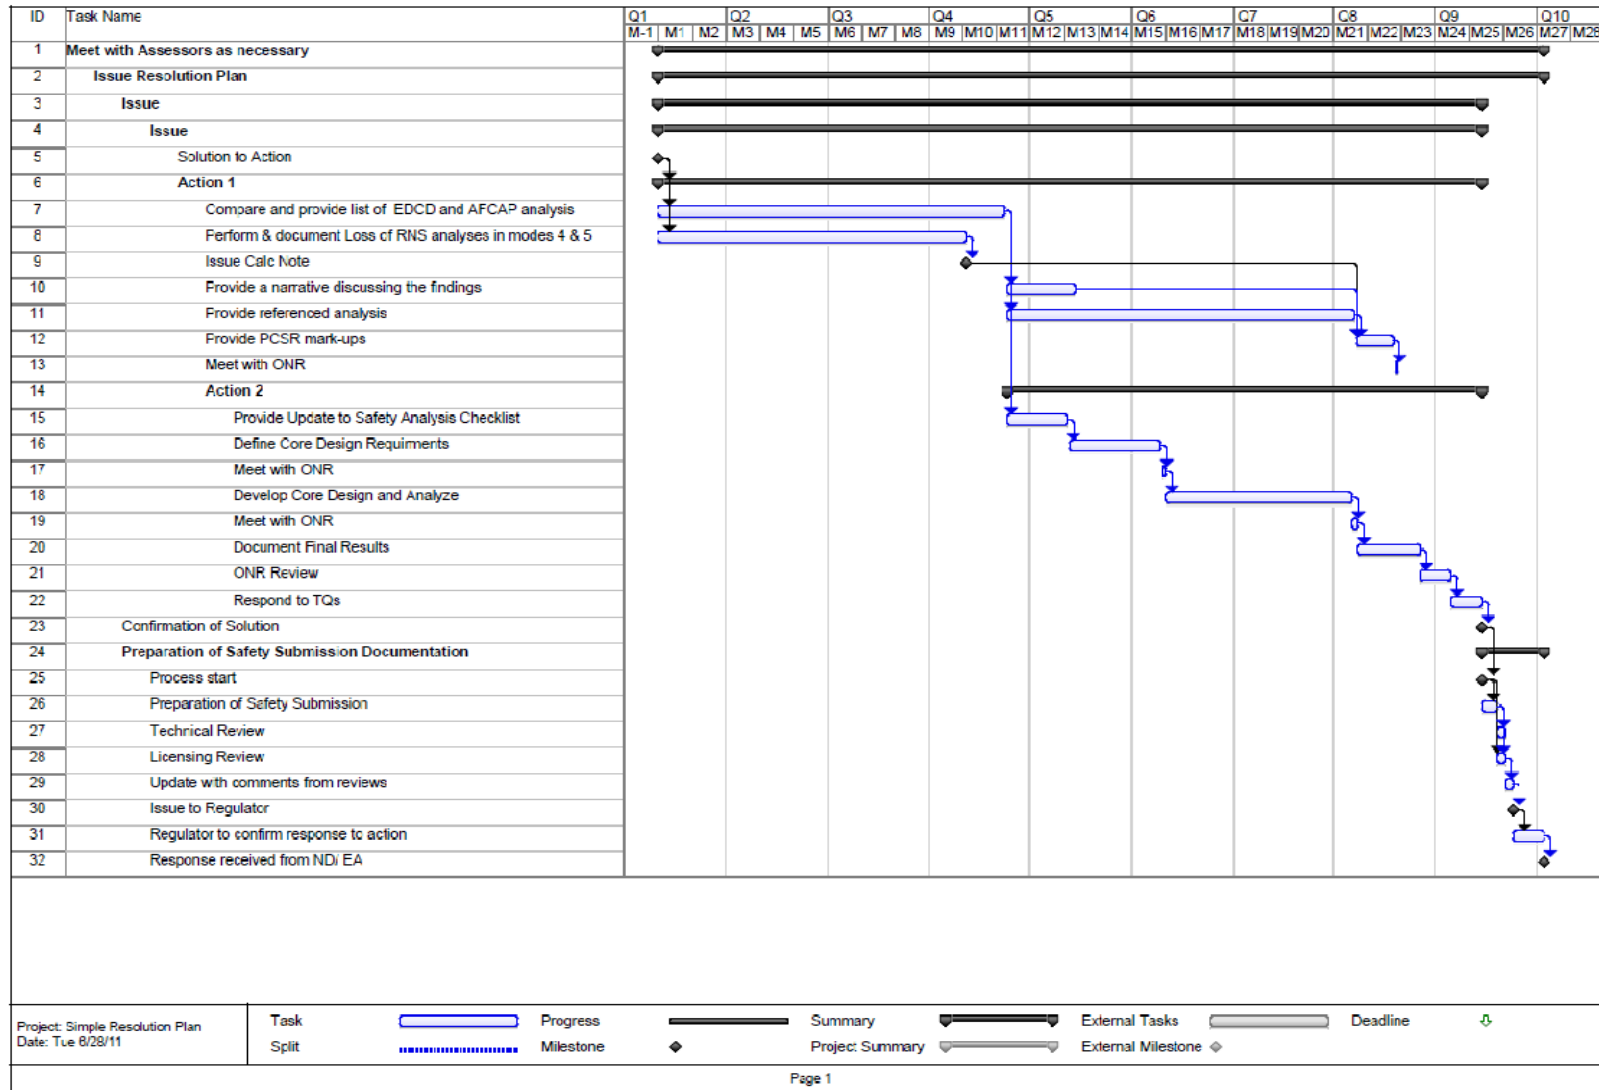 ID Task Name Q1 Q2 Q3 Q4 Q5 Q6 Q7 Q8 Q9 Q10
M-1 M1 M2 M3 M4 M5 M6 M7 M8 M9 M10 M11 M12 M13 M14 M15 M16 M17 M18 M19 M20 M21 M22 M23 M24 M25 M26 M27 M28
1 Meet with Assessors as necessary
2 Issue Resolution Plan
3 Issue
4 Issue
5 Solution to Action
6 Action 1
7 Compare and provide list of EDCD and AFCAP analysis
8 Perform & document Loss of RNS analyses in modes 4 & 5
9 Issue Calc Note
10 Provide a narrative discussing the findings
11 Provide referenced analysis
12 Provide PCSR mark-ups
13 Meet with ONR
14 Action 2
15 Provide Update to Safety Analysis Checklist
16 Define Core Design Requirments
17 Meet with ONR
18 Develop Core Design and Analyze
19 Meet with ONR
20 Document Final Results
21 ONR Review
22 Respond to TQs
23 Confirmation of Solution
24 Preparation of Safety Submission Documentation
25 Process start
26 Preparation of Safety Submission
27 Technical Review
28 Licensing Review
29 Update with comments from reviews
30 Issue to Regulator
31 Regulator to confirm response to action
32 Response received from ND/ EA
Project: Simple Resolution Plan
Date: Tue 6/28/11
Task Progress Summary External Tasks Deadline
Split Milestone Project Summary External Milestone
Page 1